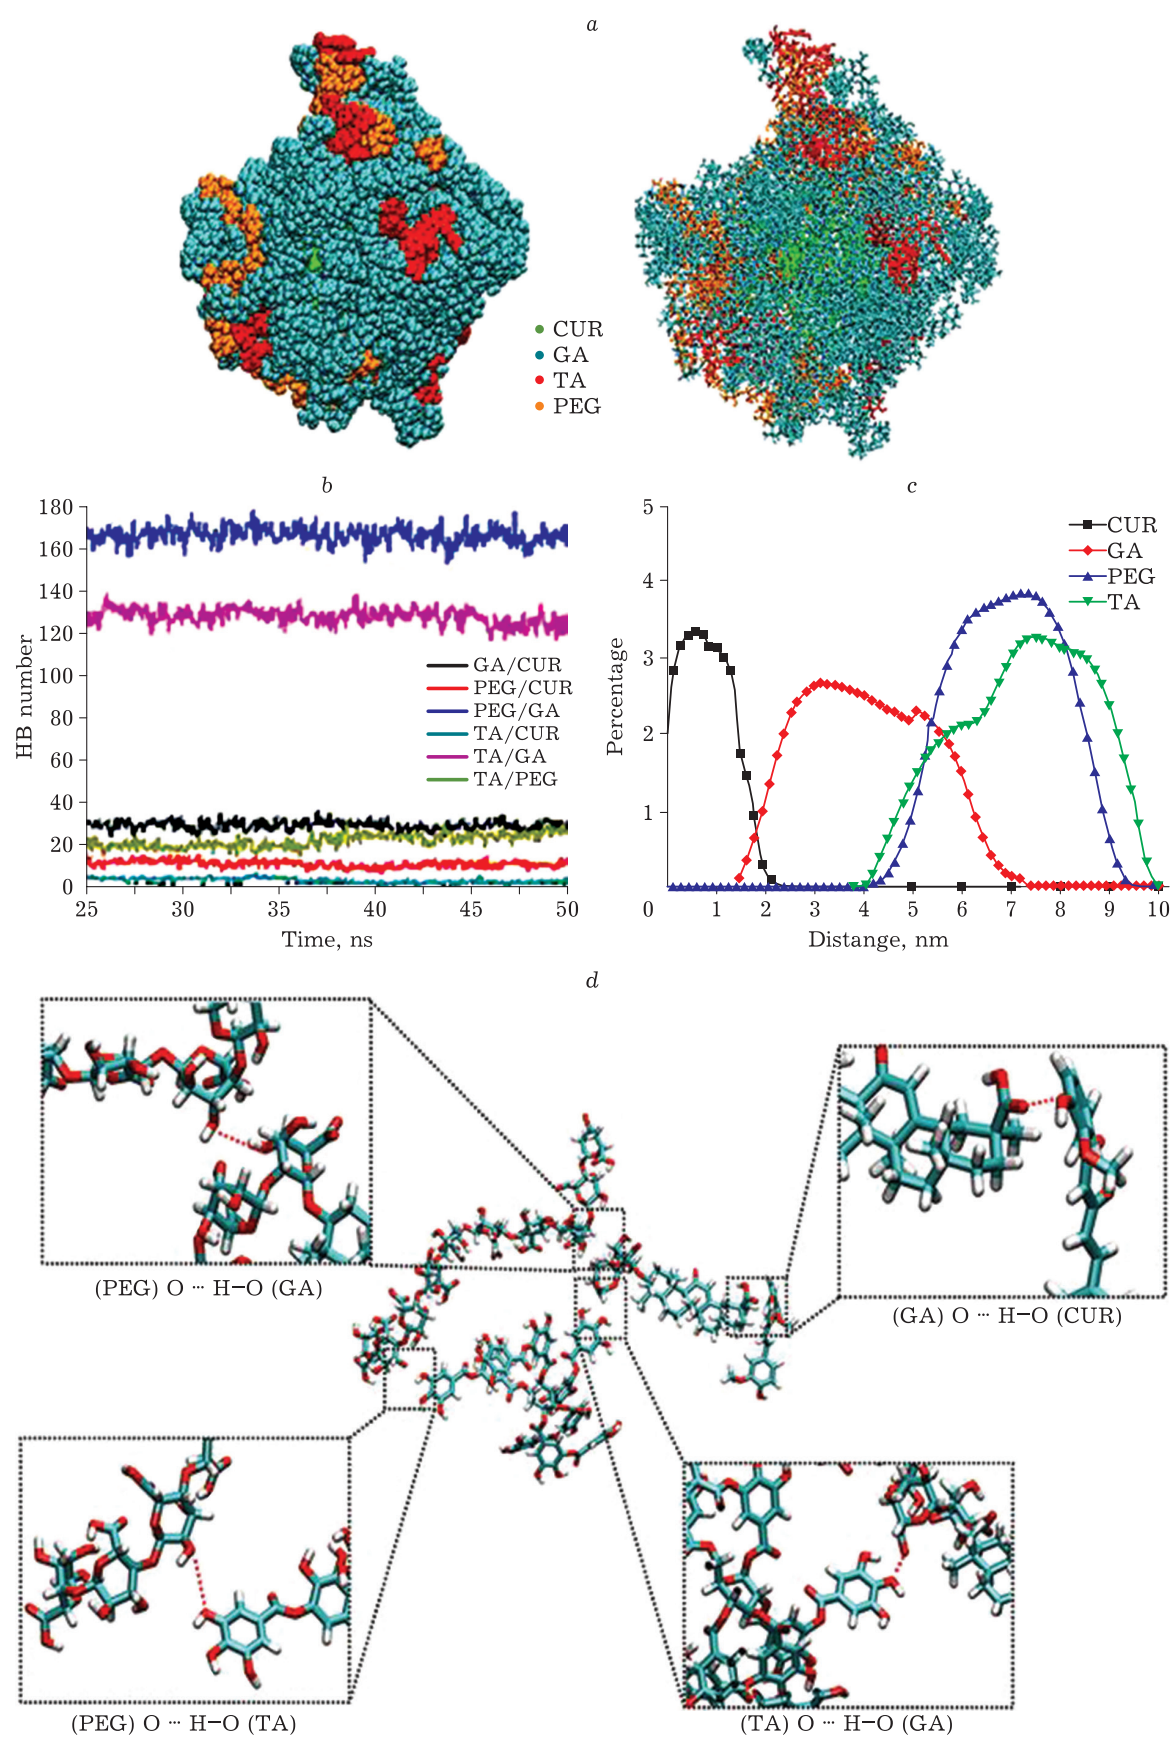 a
CUR
GA
TA
PEG
b
HB number
180
160
140
120
100
80
60
40
20
0
GA/CUR
PEG/CUR
PEG/GA
TA/CUR
TA/GA
TA/PEG
25 30 35 40 45 50
Time, ns
c
Percentage
5
4
3
2
1
CUR
GA
PEG
TA
0 1 2 3 4 5 6 7 8 9 10
Distange, nm
d
(PEG) O ··· H–O (GA)
(GA) O ··· H–O (CUR)
(PEG) O ··· H–O (TA)
(TA) O ··· H–O (GA)